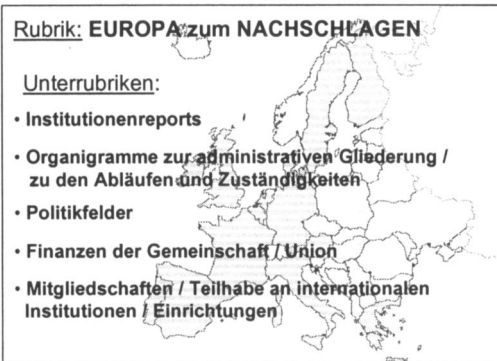 Rubrik: EUROPA zum NACHSCHLAGEN
Unterrubriken:
• Institutionenreports
• Organigramme zur administrativen Gliederung /
zu den Abläufen und Zuständigkeiten
• Politikfelder
• Finanzen der Gemeinschaft / Union
• Mitgliedschaften / Teilhabe an internationalen
Institutionen / Einrichtungen